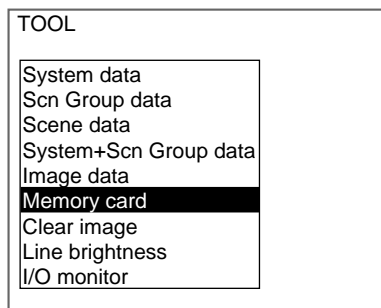 TOOL
System data
Scn Group data
Scene data
System+Scn Group data
Image data
Memory card
Clear image
Line brightness
I/O monitor